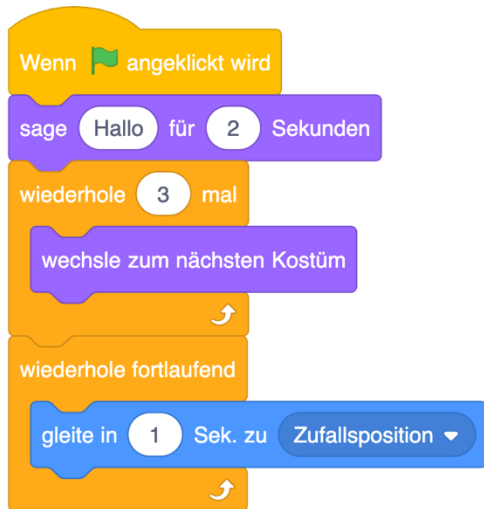 Wenn angeklickt wird
sage Hallo für 2 Sekunden
wiederhole 3 mal
wechsle zum nächsten Kostüm
wiederhole fortlaufend
gleite in 1 Sek. zu Zufallsposition